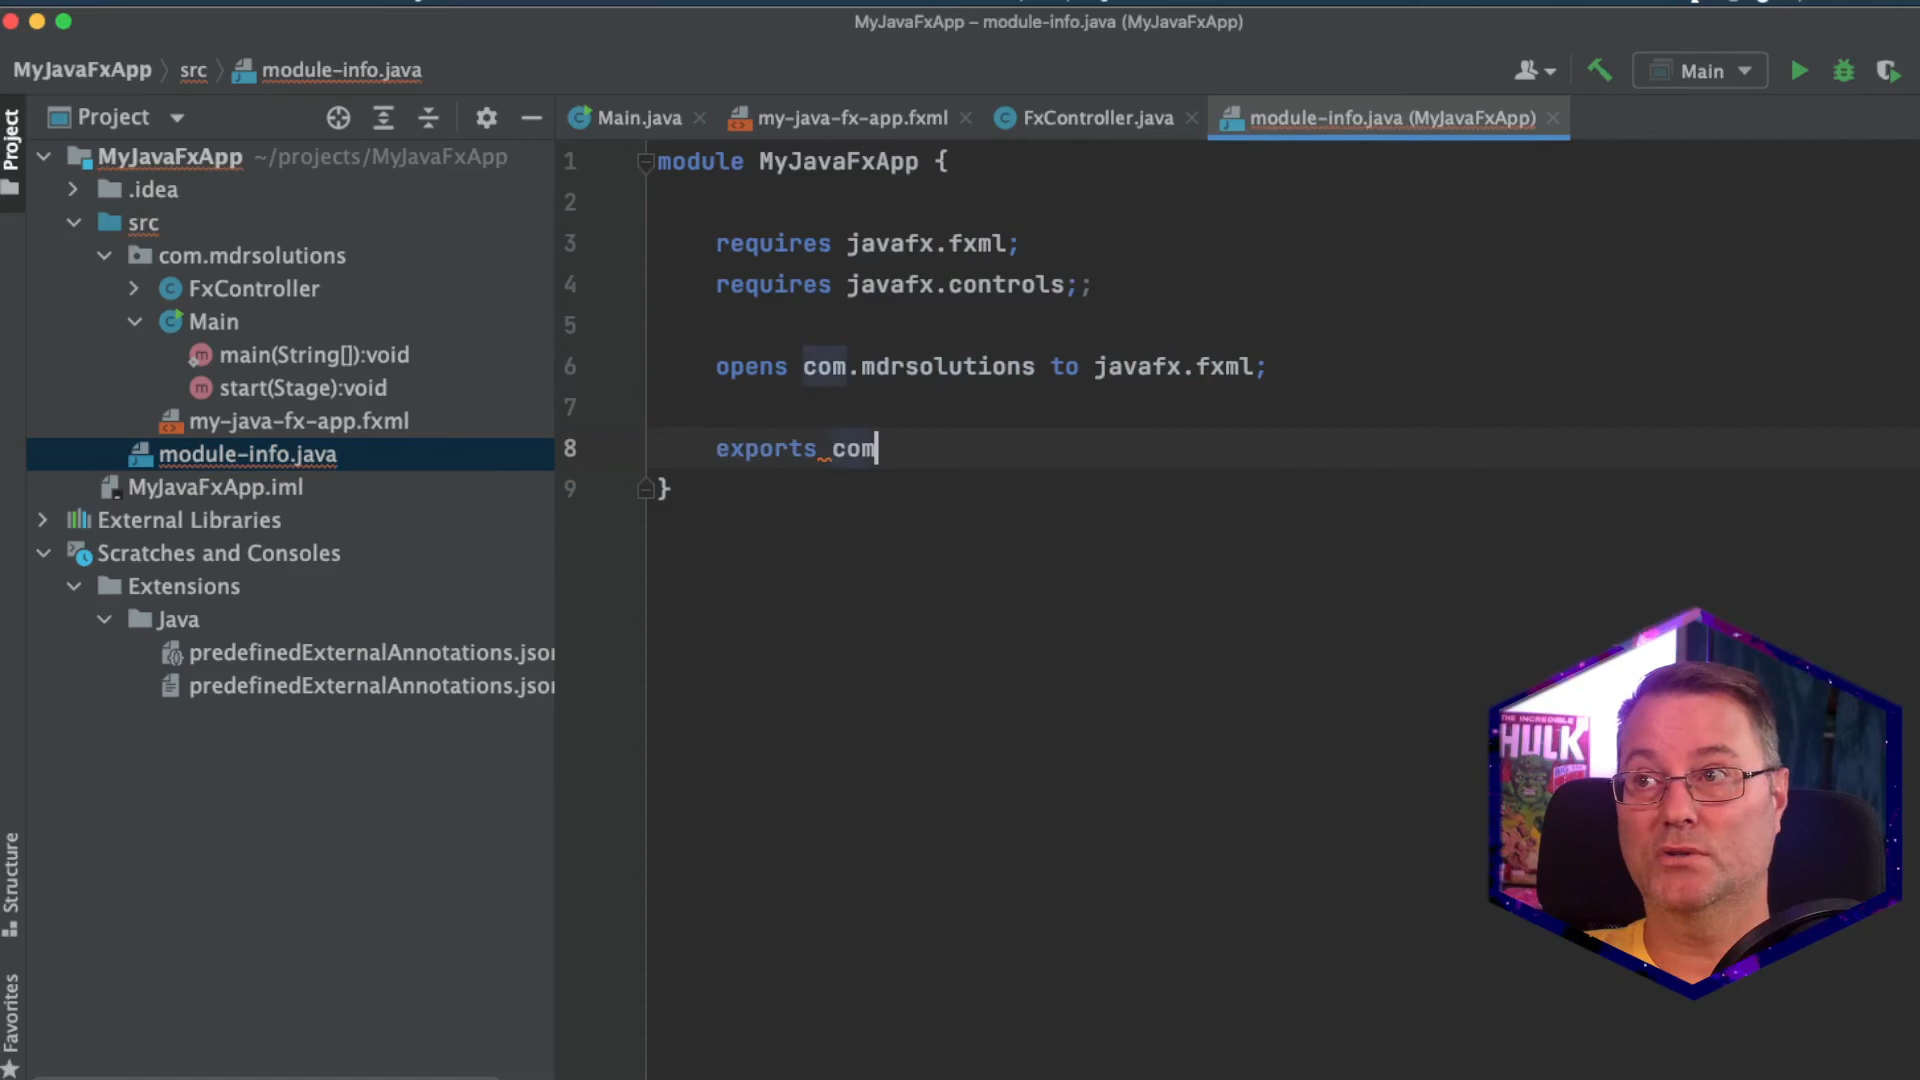 MyJavaFxApp – module-info.java (MyJavaFxApp)
MyJavaFxApp src module-info.java
Main
Project
Project
Main.java
my-java-fx-app.fxml
FxController.java
module-info.java (MyJavaFxApp)
MyJavaFxApp ~/projects/MyJavaFxApp
.idea
src
com.mdrsolutions
FxController
Main
main(String[]):void
start(Stage):void
my-java-fx-app.fxml
module-info.java
MyJavaFxApp.iml
External Libraries
Scratches and Consoles
Extensions
Java
predefinedExternalAnnotations.json
predefinedExternalAnnotations.json
1 module MyJavaFxApp {
2
3 requires javafx.fxml;
4 requires javafx.controls;;
5
6 opens com.mdrsolutions to javafx.fxml;
7
8 exports com
9 }
Structure
Favorites
THE INCREDIBLE
HULK